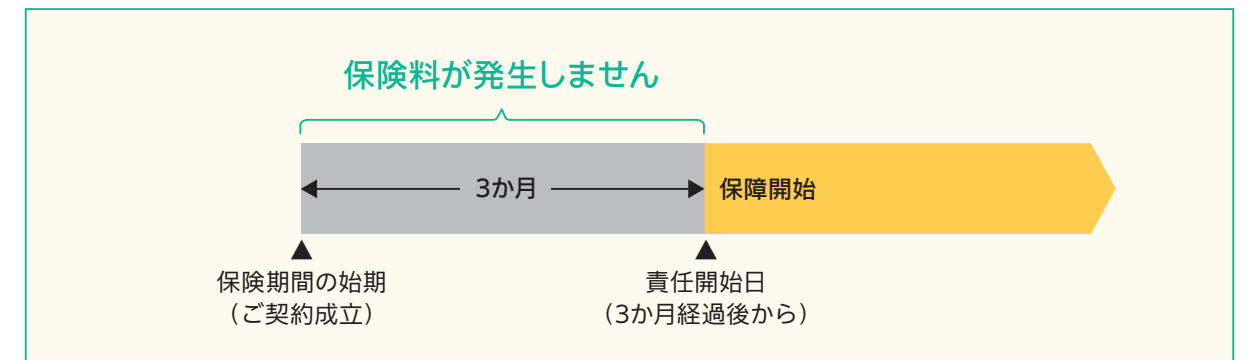 保険料が発生しません
3か月
保障開始
▲
▲
保険期間の始期
(ご契約成立)
責任開始日
(3か月経過後から)